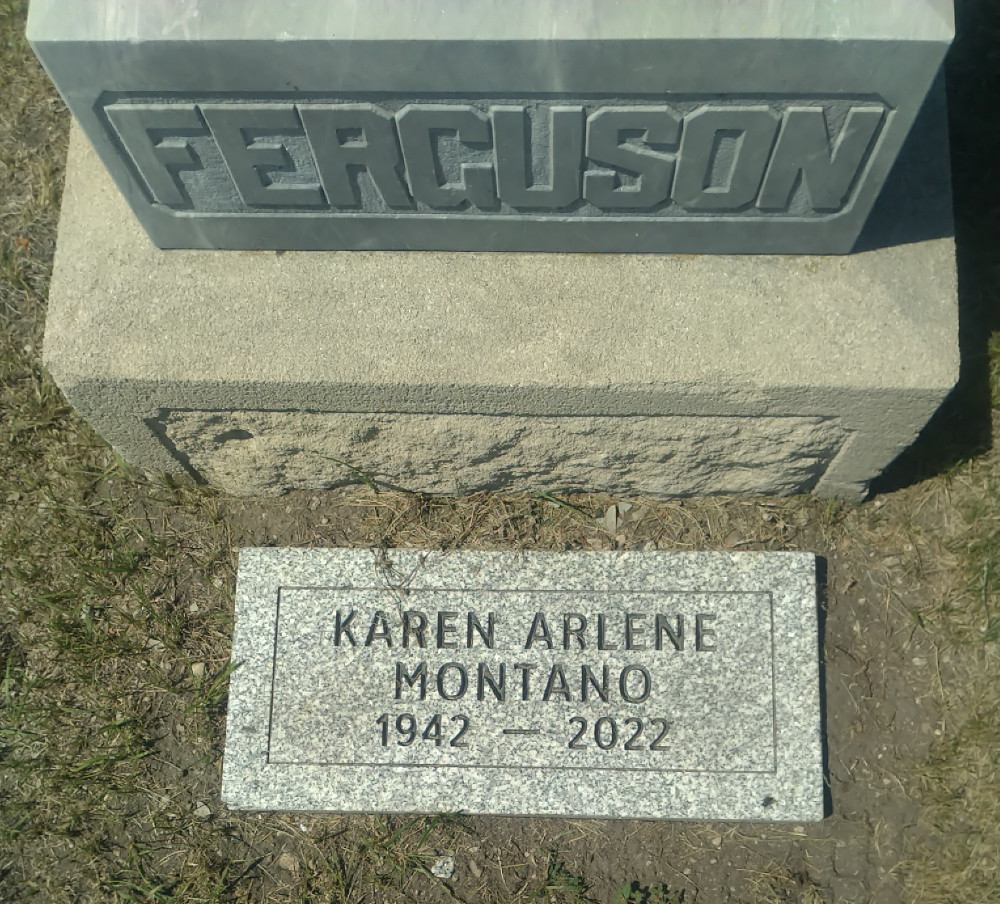 FERGUSON
KAREN ARLENE
MONTANO
1942 — 2022